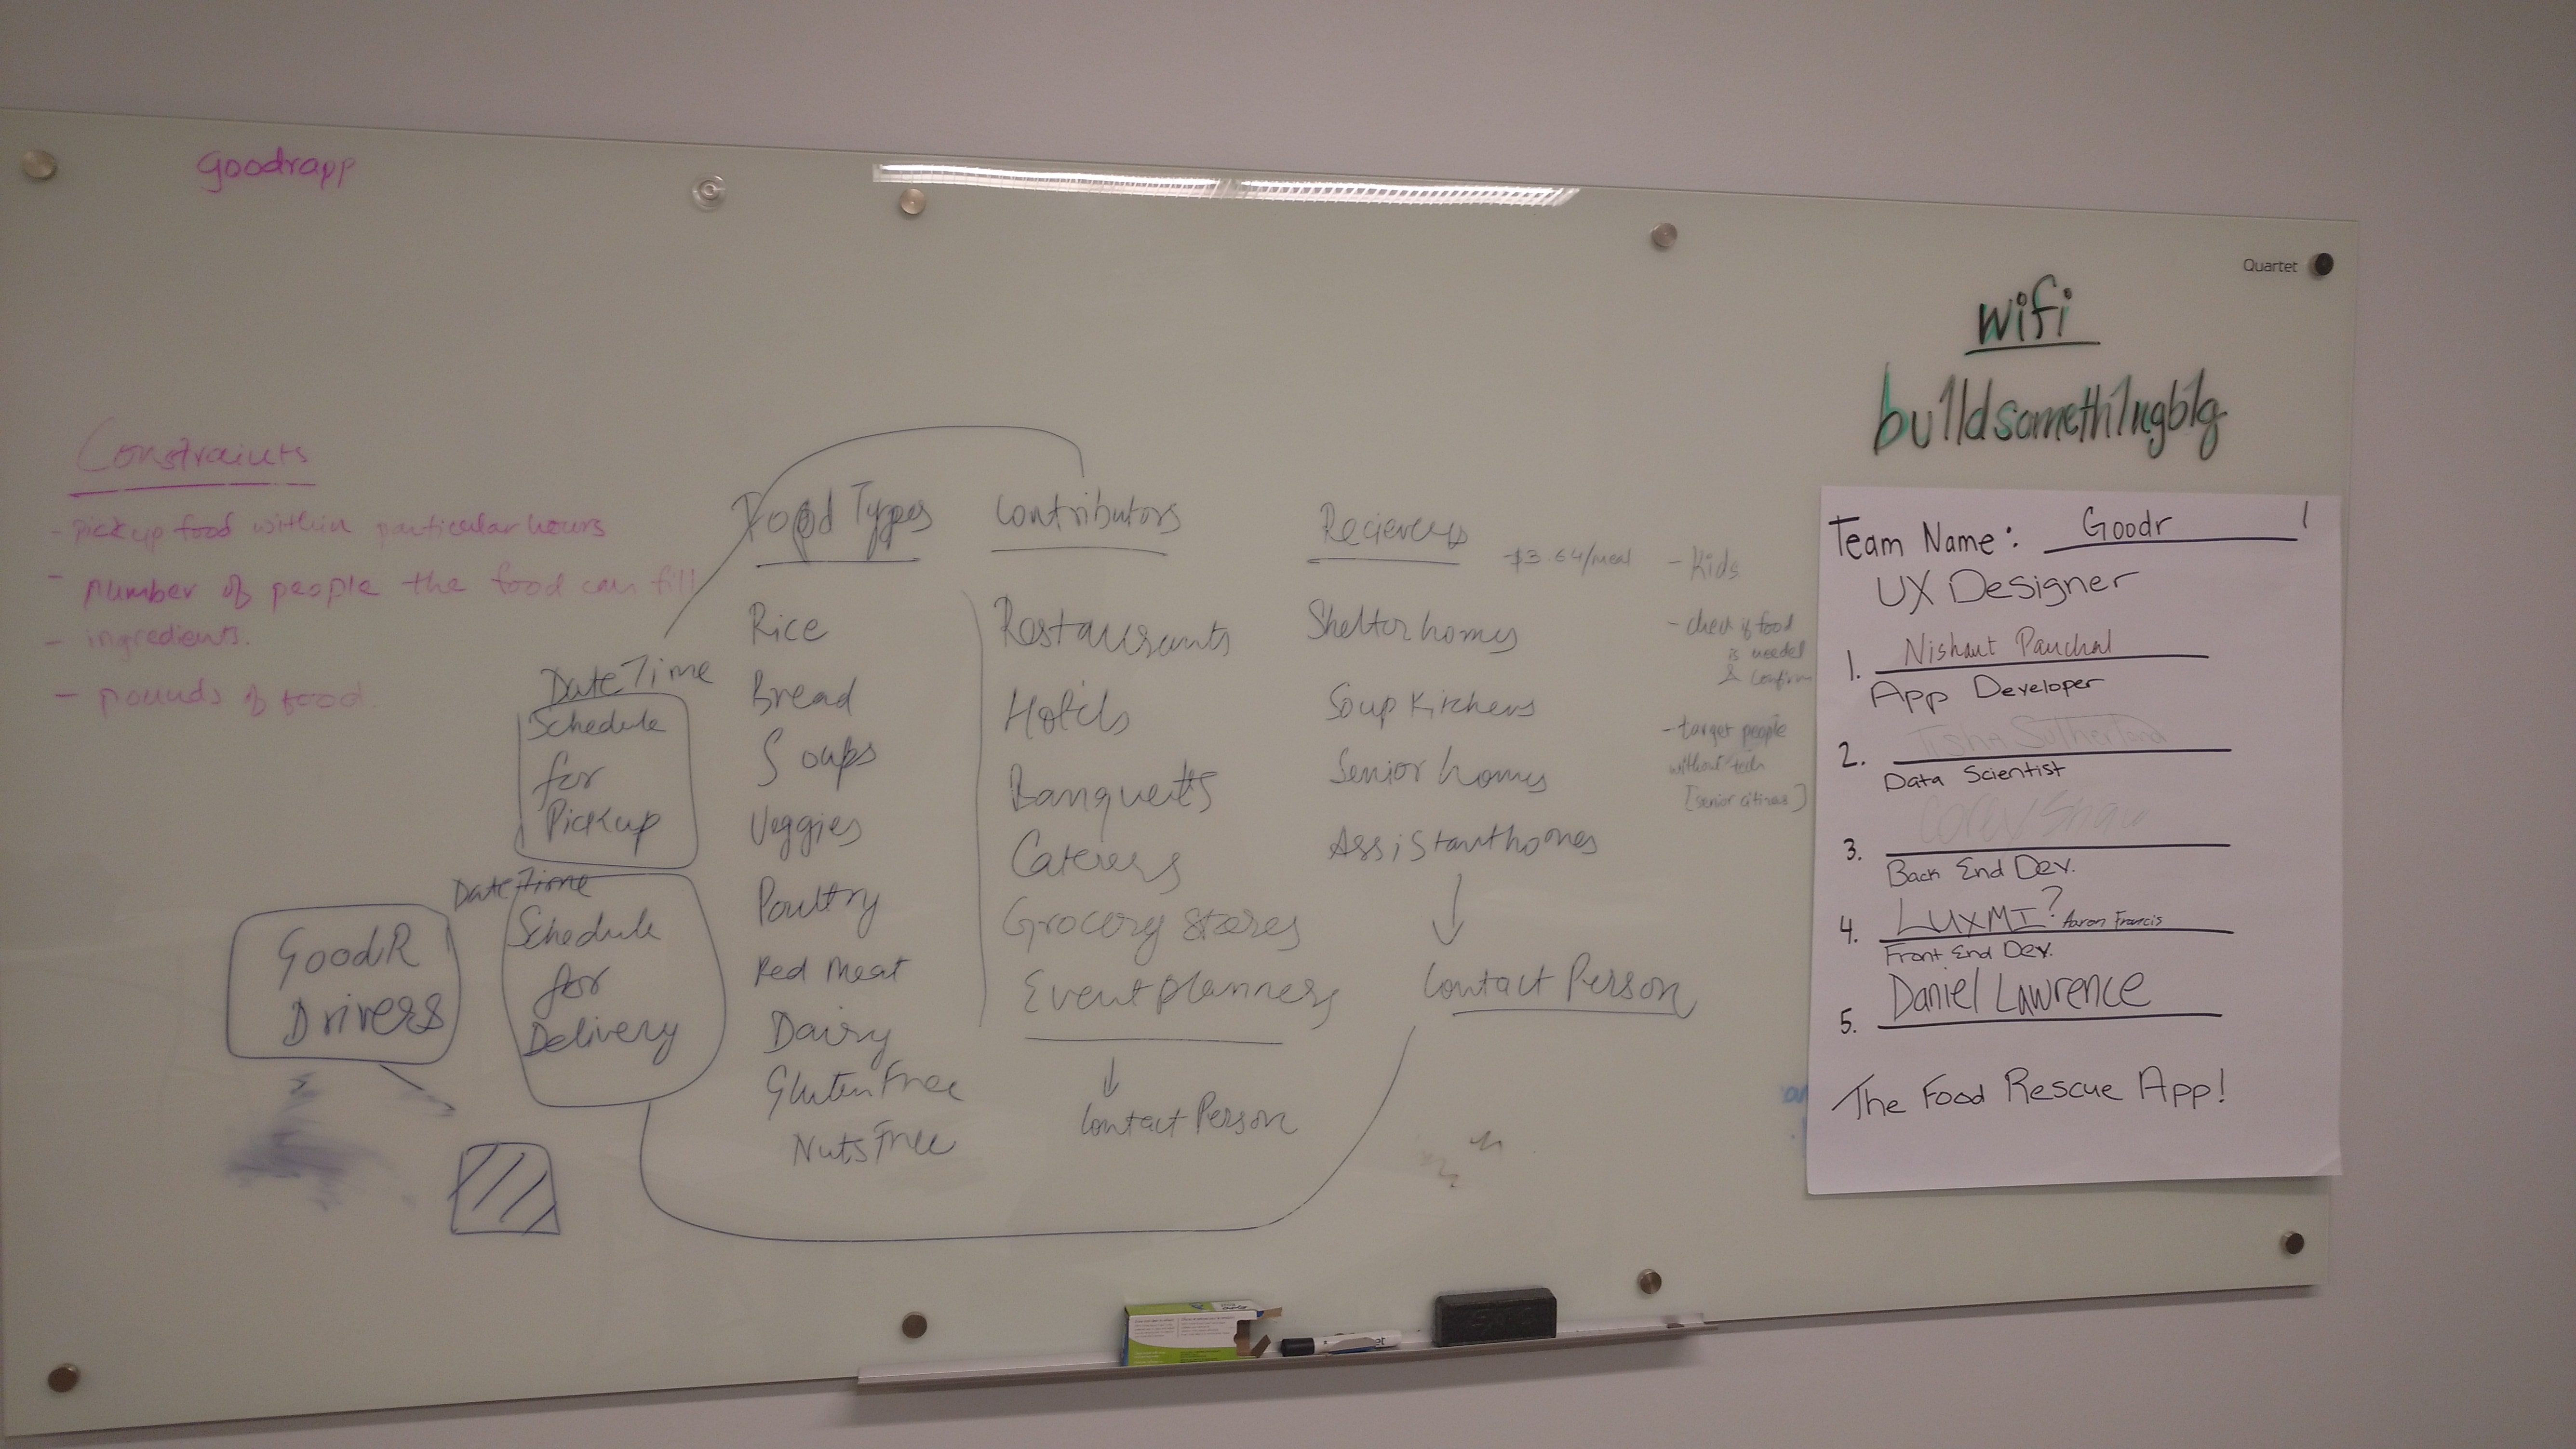 goodrapp
Quartet
wifi
bu1ldsometh1ngb1g
Constraints
- pickup food within particular hours
- Number of people the food can fill
- ingredients.
- pounds of food.
DateTime
Schedule
for
Pickup
DateTime
Schedule
for
Delivery
GoodR
Drivers
Food Types
Rice
Bread
Soups
Veggies
Poultry
Red Meat
Dairy
Gluten Free
Nuts Free
Contributors
Restaurants
Hotels
Banquetts
Caterers
Grocery stores
Event planners
Contact Person
Recievers
Shelter homes
Soup Kitchens
Senior homes
Assistant homes
Contact Person
$3.64/meal
- Kids
- check if food
is needed
& confirm
- target people
without tech
[senior citizens]
Team Name: Goodr
1
UX Designer
1. Nishant Panchal
App Developer
2. Tisha Sutherland
Data Scientist
3. Corey Shaw
Back End Dev.
4. LUXMI? Aaron Francis
Front End Dev.
5. Daniel Lawrence
The Food Rescue App!